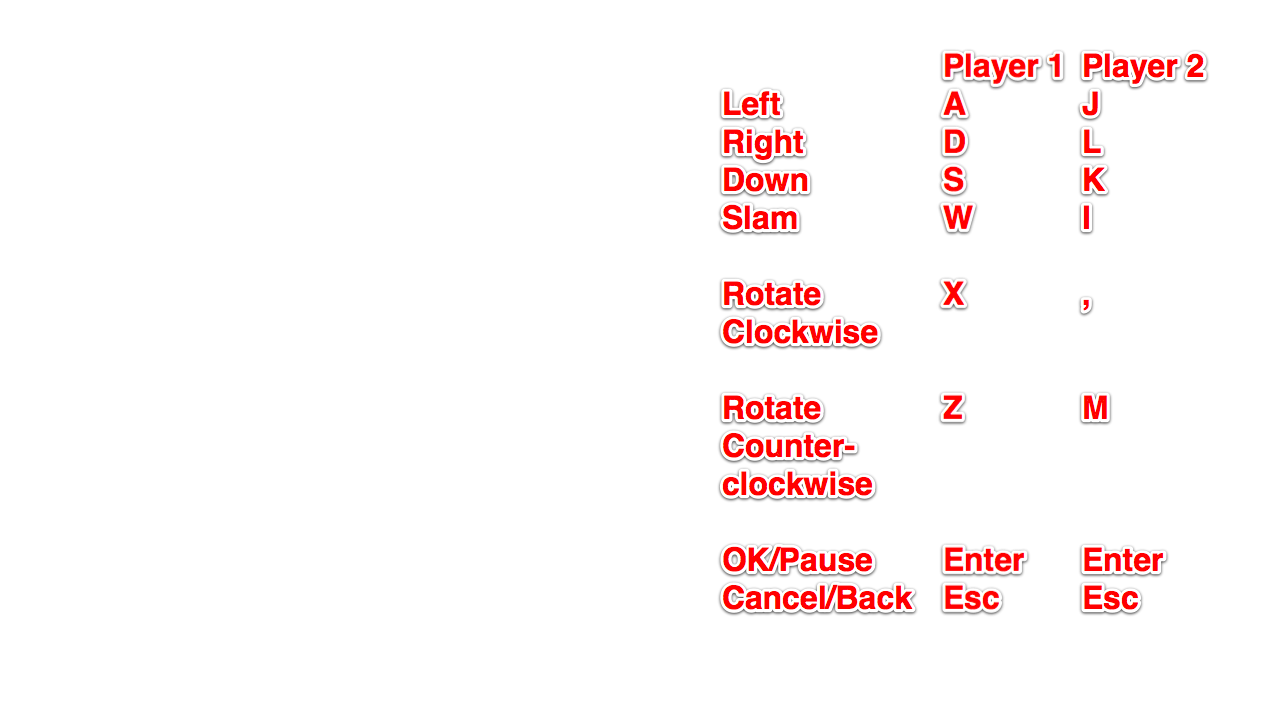 Player 1 Player 2
Left A J
Right D L
Down S K
Slam W I
Rotate X ,
Clockwise
Rotate Z M
Counter-
clockwise
OK/Pause Enter Enter
Cancel/Back Esc Esc